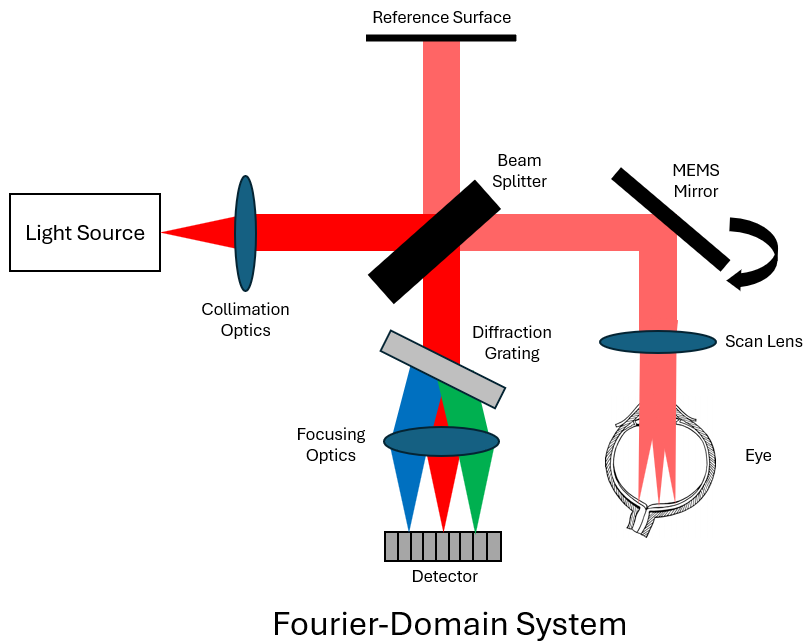 Reference Surface
Beam
Splitter
MEMS
Mirror
Light Source
Collimation
Optics
Diffraction
Grating
Scan Lens
Focusing
Optics
Eye
Detector
Fourier-Domain System